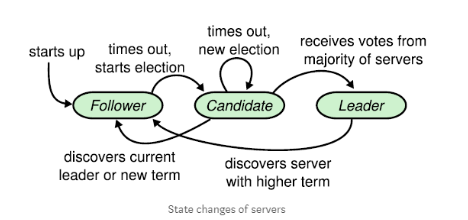 starts up
times out,
starts election
times out,
new election
receives votes from
majority of servers
Follower
Candidate
Leader
discovers current
leader or new term
discovers server
with higher term
State changes of servers